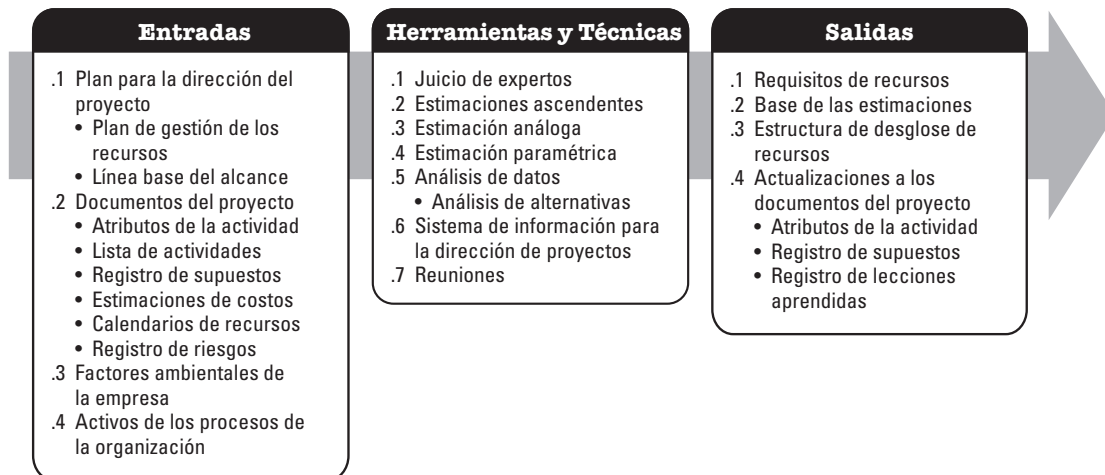 Entradas
.1 Plan para la dirección del
proyecto
• Plan de gestión de los
recursos
• Línea base del alcance
.2 Documentos del proyecto
• Atributos de la actividad
• Lista de actividades
• Registro de supuestos
• Estimaciones de costos
• Calendarios de recursos
• Registro de riesgos
.3 Factores ambientales de
la empresa
.4 Activos de los procesos de
la organización
Herramientas y Técnicas
.1 Juicio de expertos
.2 Estimaciones ascendentes
.3 Estimación análoga
.4 Estimación paramétrica
.5 Análisis de datos
• Análisis de alternativas
.6 Sistema de información para
la dirección de proyectos
.7 Reuniones
Salidas
.1 Requisitos de recursos
.2 Base de las estimaciones
.3 Estructura de desglose de
recursos
.4 Actualizaciones a los
documentos del proyecto
• Atributos de la actividad
• Registro de supuestos
• Registro de lecciones
aprendidas